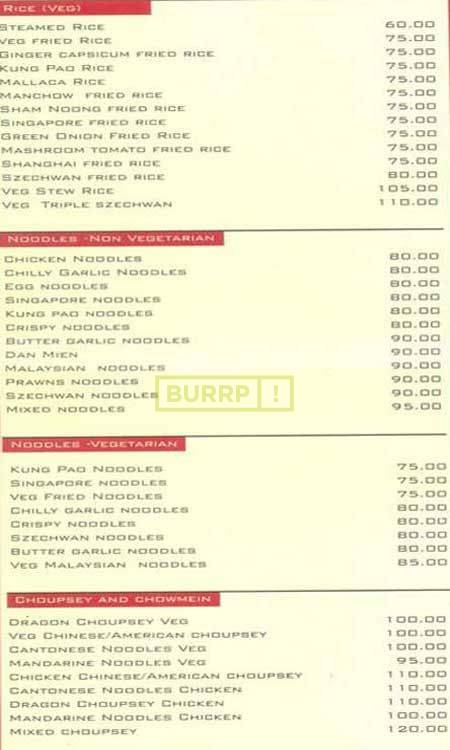 RICE (VEG)
STEAMED RICE 60.00
VEG FRIED RICE 75.00
GINGER CAPSICUM FRIED RICE 75.00
KUNG PAO RICE 75.00
MALLACA RICE 75.00
MANCHOW FRIED RICE 75.00
SHAM NOONG FRIED RICE 75.00
SINGAPORE FRIED RICE 75.00
GREEN ONION FRIED RICE 75.00
MASHROOM TOMATO FRIED RICE 75.00
SHANGHAI FRIED RICE 75.00
SZECHWAN FRIED RICE 80.00
VEG STEW RICE 105.00
VEG TRIPLE SZECHWAN 110.00
NOODLES -NON VEGETARIAN
CHICKEN NOODLES 80.00
CHILLY GARLIC NOODLES 80.00
EGG NOODLES 80.00
SINGAPORE NOODLES 80.00
KUNG PAO NOODLES 80.00
CRISPY NOODLES 80.00
BUTTER GARLIC NOODLES 90.00
DAN MIEN 90.00
MALAYSIAN NOODLES 90.00
PRAWNS NOODLES 90.00
SZECHWAN NOODLES 90.00
MIXED NOODLES 95.00
BURRP !
NOODLES -VEGETARIAN
KUNG PAO NOODLES 75.00
SINGAPORE NOODLES 75.00
VEG FRIED NOODLES 75.00
CHILLY GARLIC NOODLES 80.00
CRISPY NOODLES 80.00
SZECHWAN NOODLES 80.00
BUTTER GARLIC NOODLES 80.00
VEG MALAYSIAN NOODLES 85.00
CHOUPSEY AND CHOWMEIN
DRAGON CHOUPSEY VEG 100.00
VEG CHINESE/AMERICAN CHOUPSEY 100.00
CANTONESE NOODLES VEG 100.00
MANDARINE NOODLES VEG 95.00
CHICKEN CHINESE/AMERICAN CHOUPSEY 110.00
CANTONESE NOODLES CHICKEN 110.00
DRAGON CHOUPSEY CHICKEN 110.00
MANDARINE NOODLES CHICKEN 100.00
MIXED CHOUPSEY 120.00